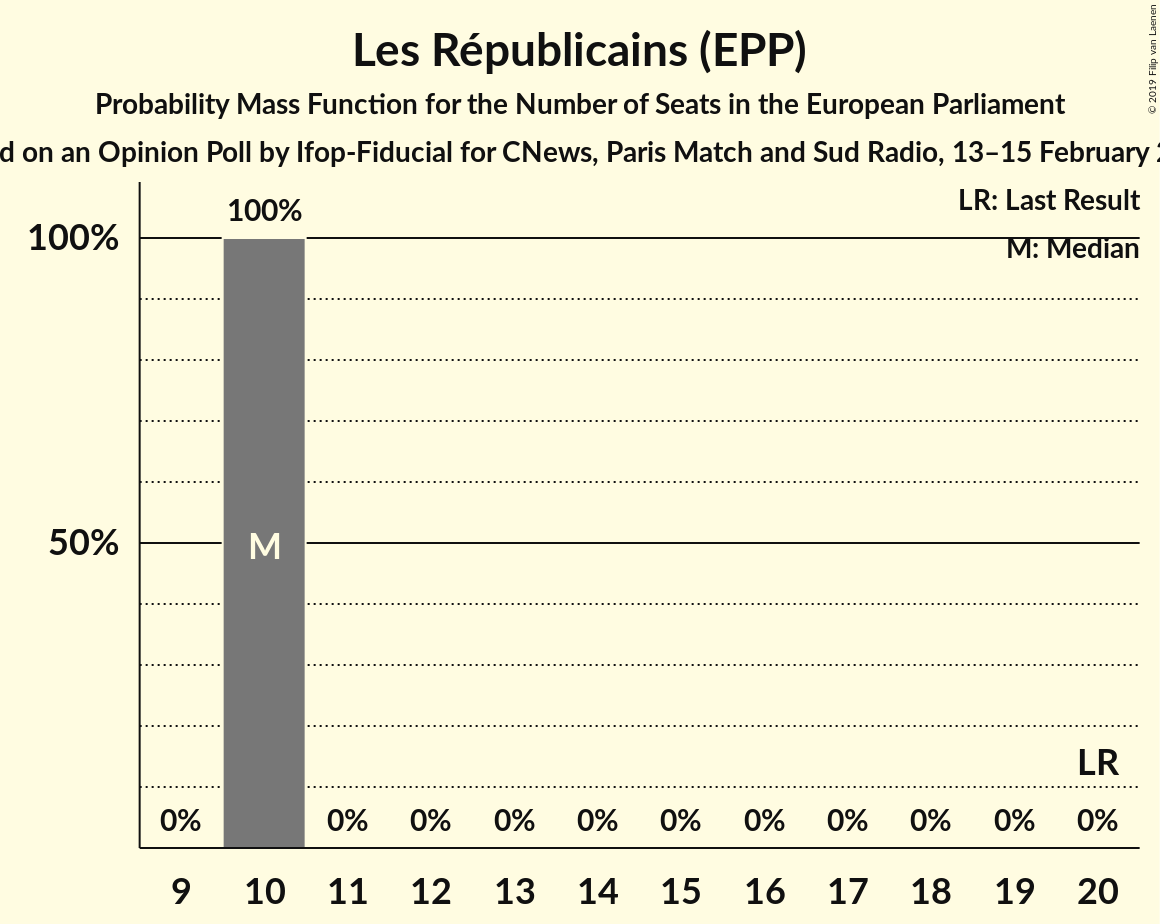 Les Républicains (EPP)
Probability Mass Function for the Number of Seats in the European Parliament
on an Opinion Poll by Ifop-Fiducial for CNews, Paris Match and Sud Radio, 13–15 February
© 2019 Filip van Laenen
LR: Last Result
M: Median
100%
100%
50%
M
LR
0% 0% 0% 0% 0% 0% 0% 0% 0% 0% 0%
9 10 11 12 13 14 15 16 17 18 19 20